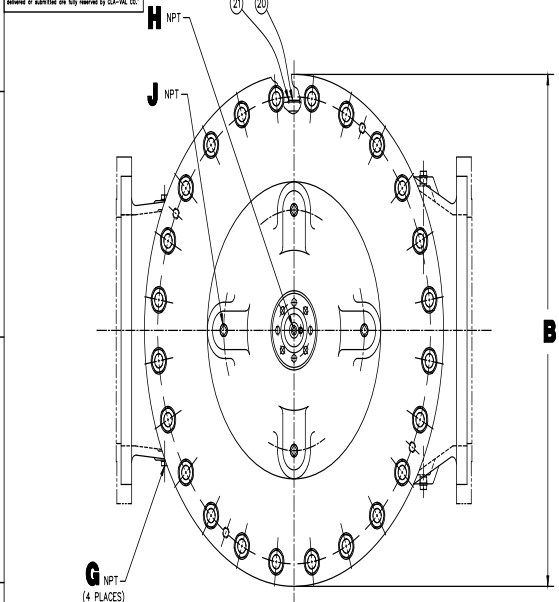 delivered or submitted are fully reserved by CLA-VAL CO."
21 20
H NPT
J NPT
B
G NPT
(4 PLACES)